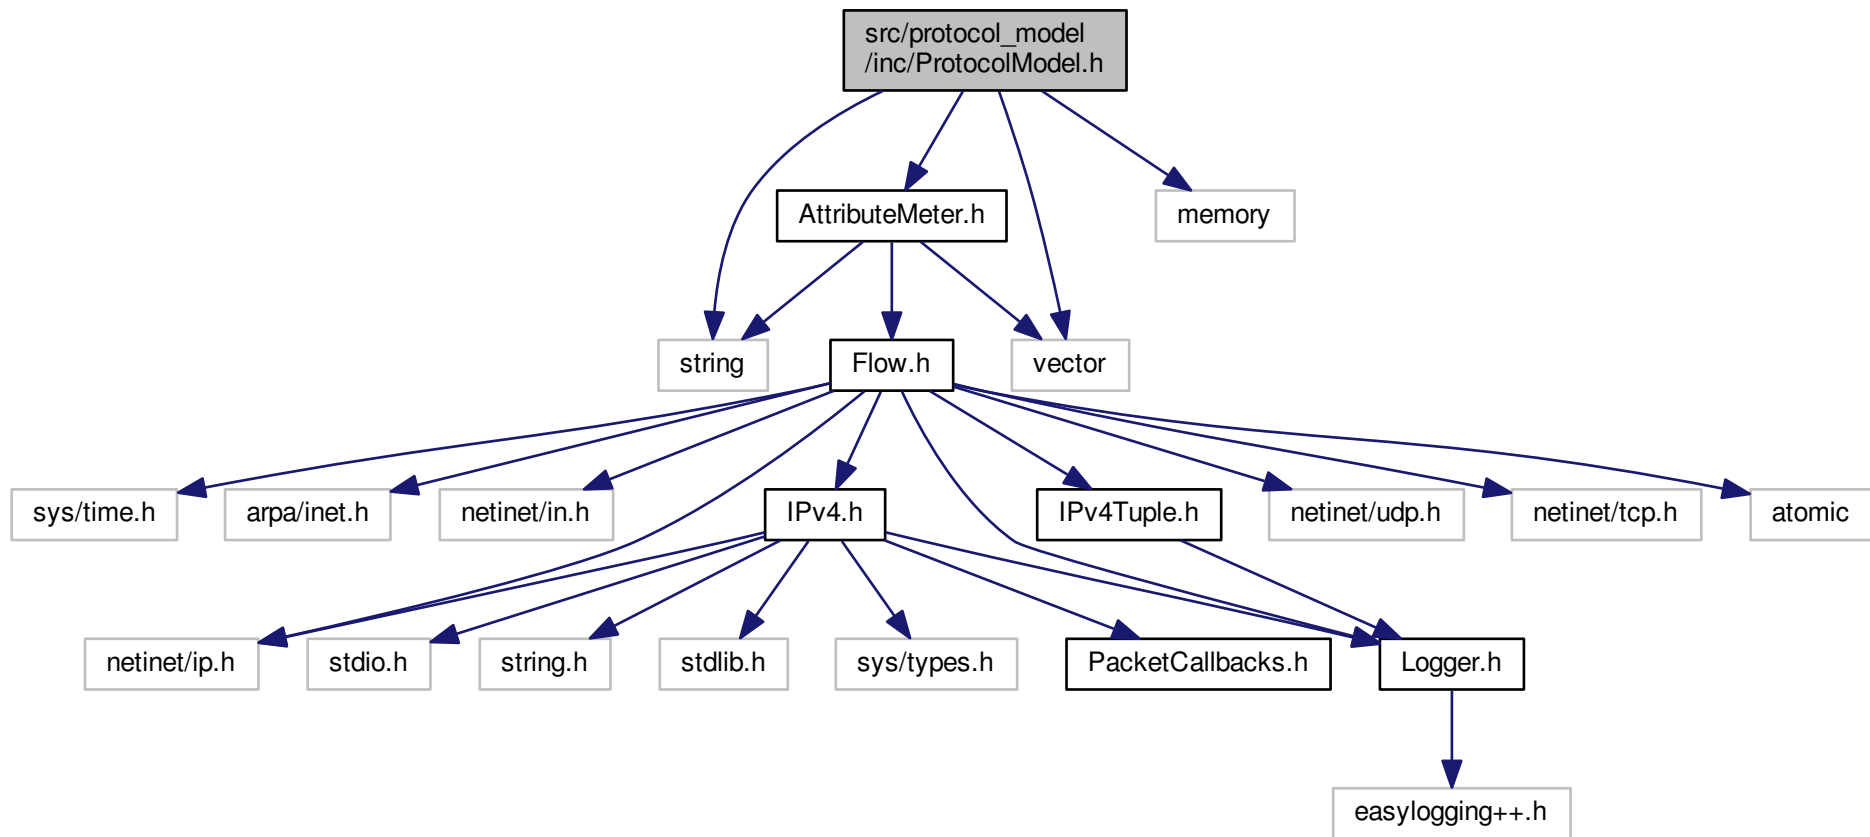 src/protocol_model
/inc/ProtocolModel.h
AttributeMeter.h
memory
string
Flow.h
vector
sys/time.h
arpa/inet.h
netinet/in.h
IPv4.h
IPv4Tuple.h
netinet/udp.h
netinet/tcp.h
atomic
netinet/ip.h
stdio.h
string.h
stdlib.h
sys/types.h
PacketCallbacks.h
Logger.h
easylogging++.h